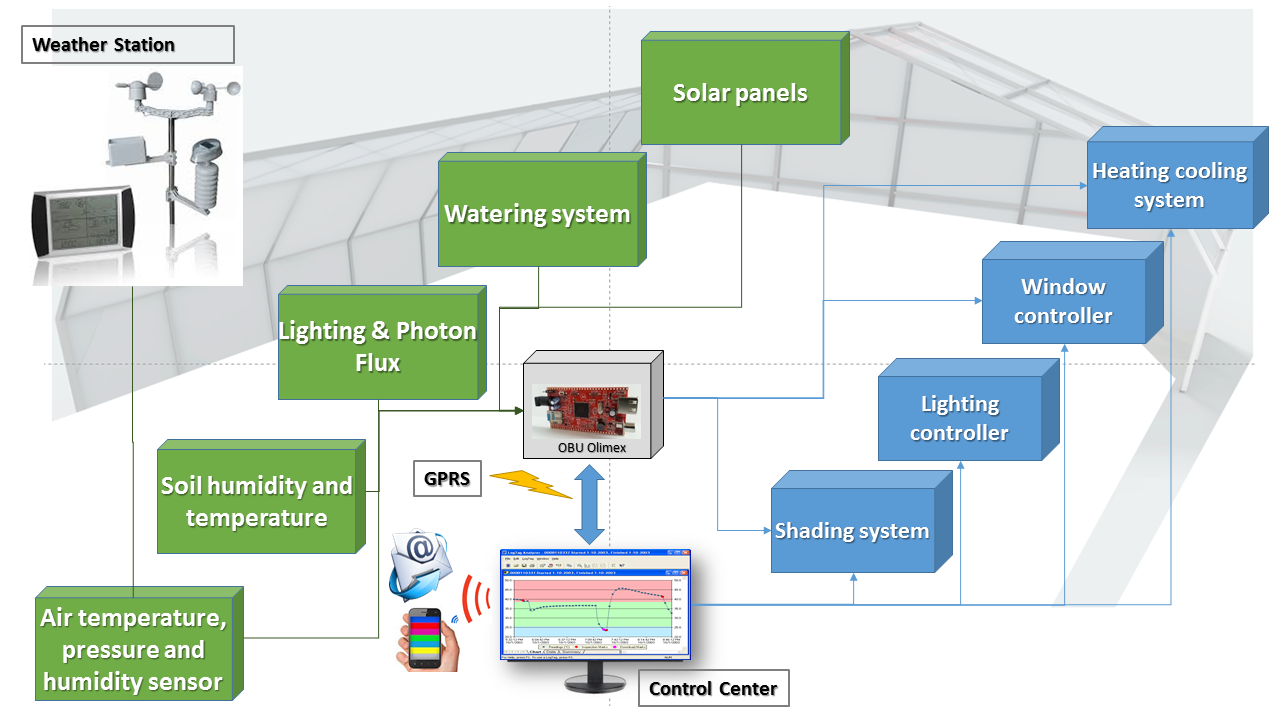 Weather Station
Solar panels
Heating cooling
system
Watering system
Window
controller
Lighting & Photon
Flux
Lighting
controller
OBU Olimex
Soil humidity and
temperature
GPRS
Shading system
Air temperature,
pressure and
humidity sensor
Control Center